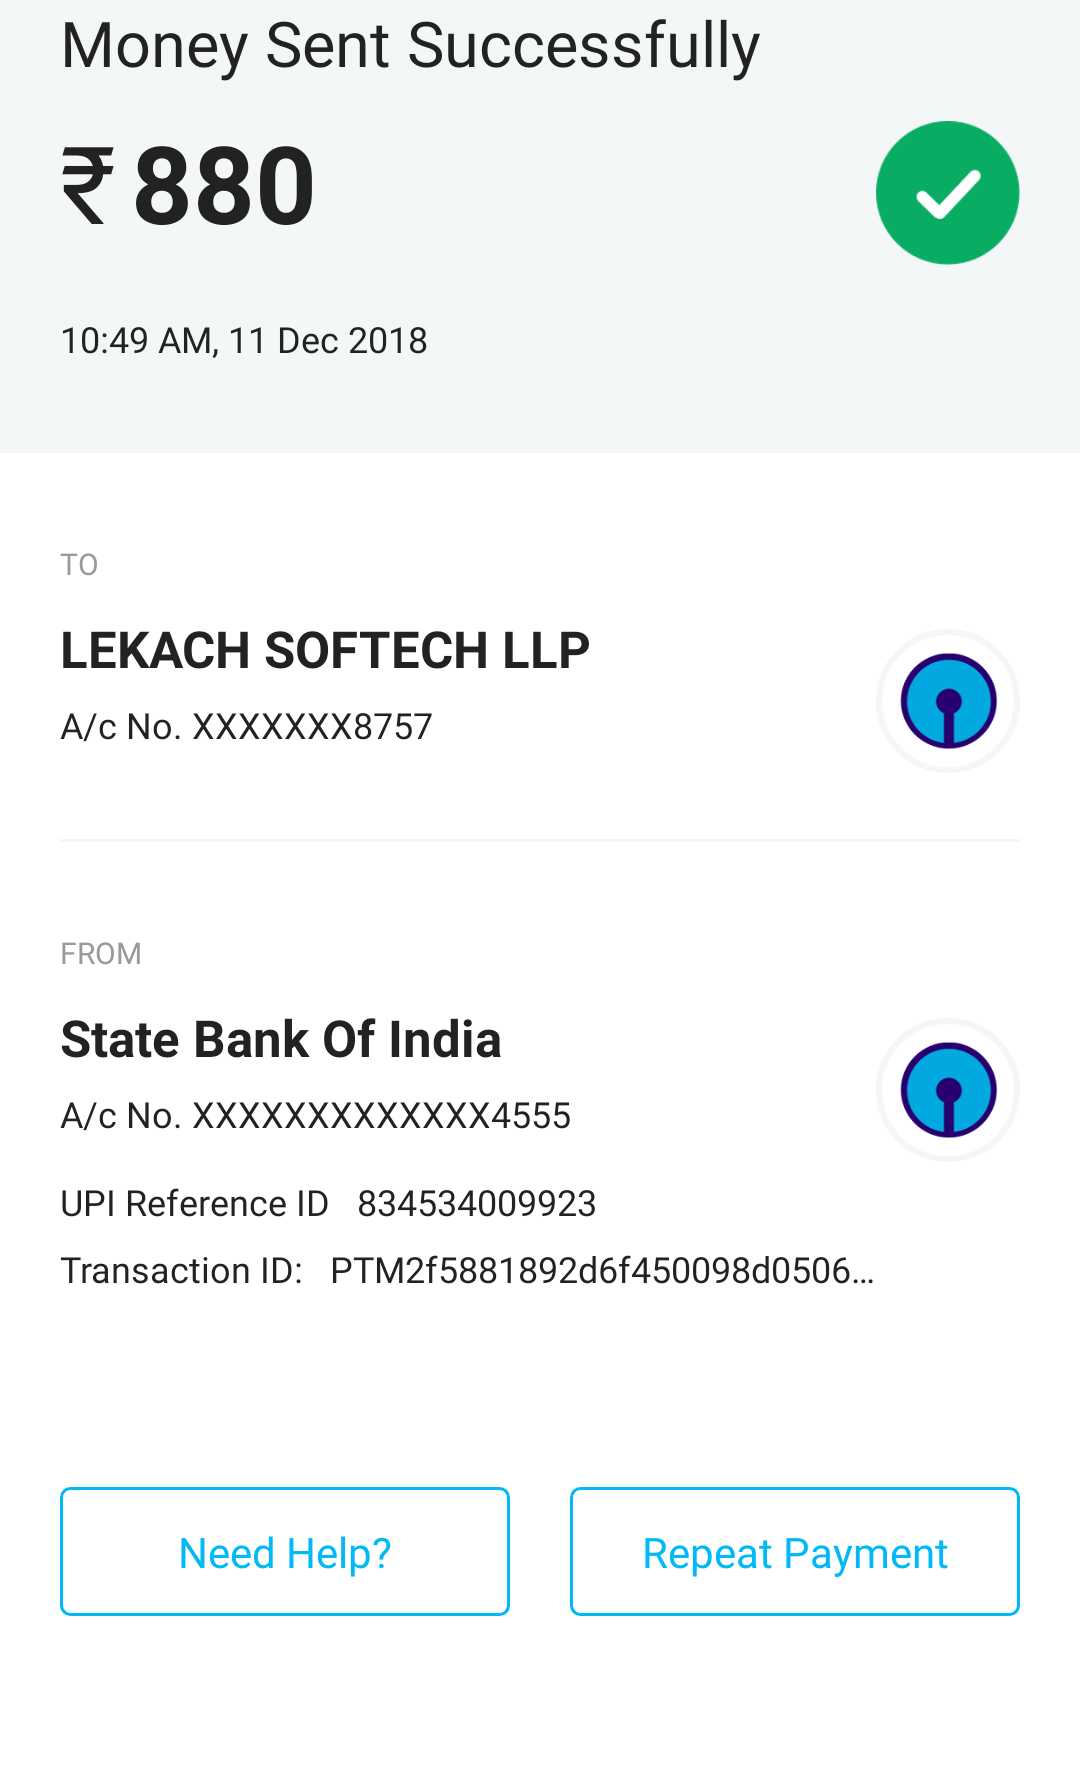 Money Sent Successfully
₹ 880
10:49 AM, 11 Dec 2018
TO
LEKACH SOFTECH LLP
A/c No. XXXXXXX8757
FROM
State Bank Of India
A/c No. XXXXXXXXXXXXX4555
UPI Reference ID 834534009923
Transaction ID: PTM2f5881892d6f450098d0506...
Need Help?
Repeat Payment